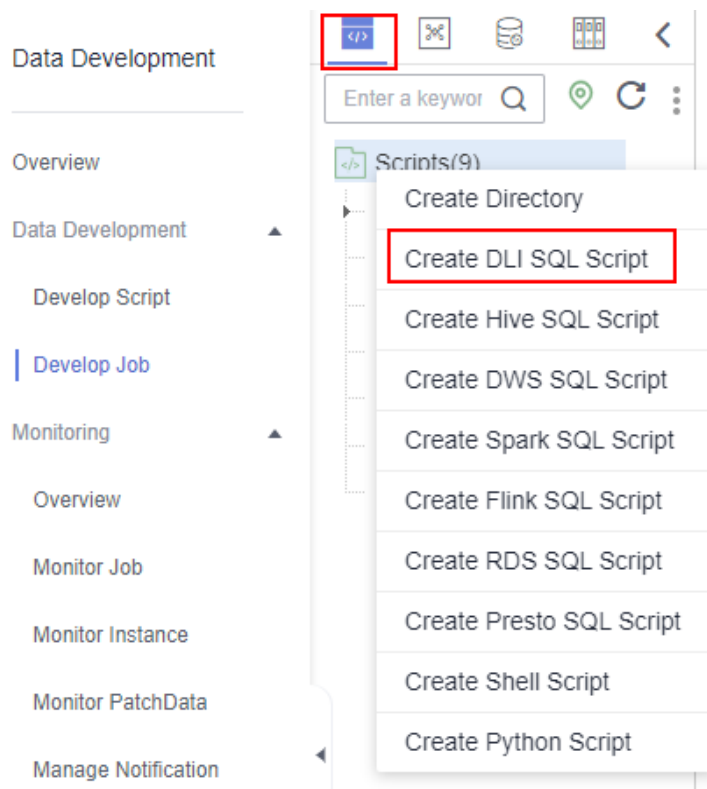 Data Development
Overview
Data Development
Develop Script
Develop Job
Monitoring
Overview
Monitor Job
Monitor Instance
Monitor PatchData
Manage Notification
Enter a keywor
Scripts(9)
Create Directory
Create DLI SQL Script
Create Hive SQL Script
Create DWS SQL Script
Create Spark SQL Script
Create Flink SQL Script
Create RDS SQL Script
Create Presto SQL Script
Create Shell Script
Create Python Script